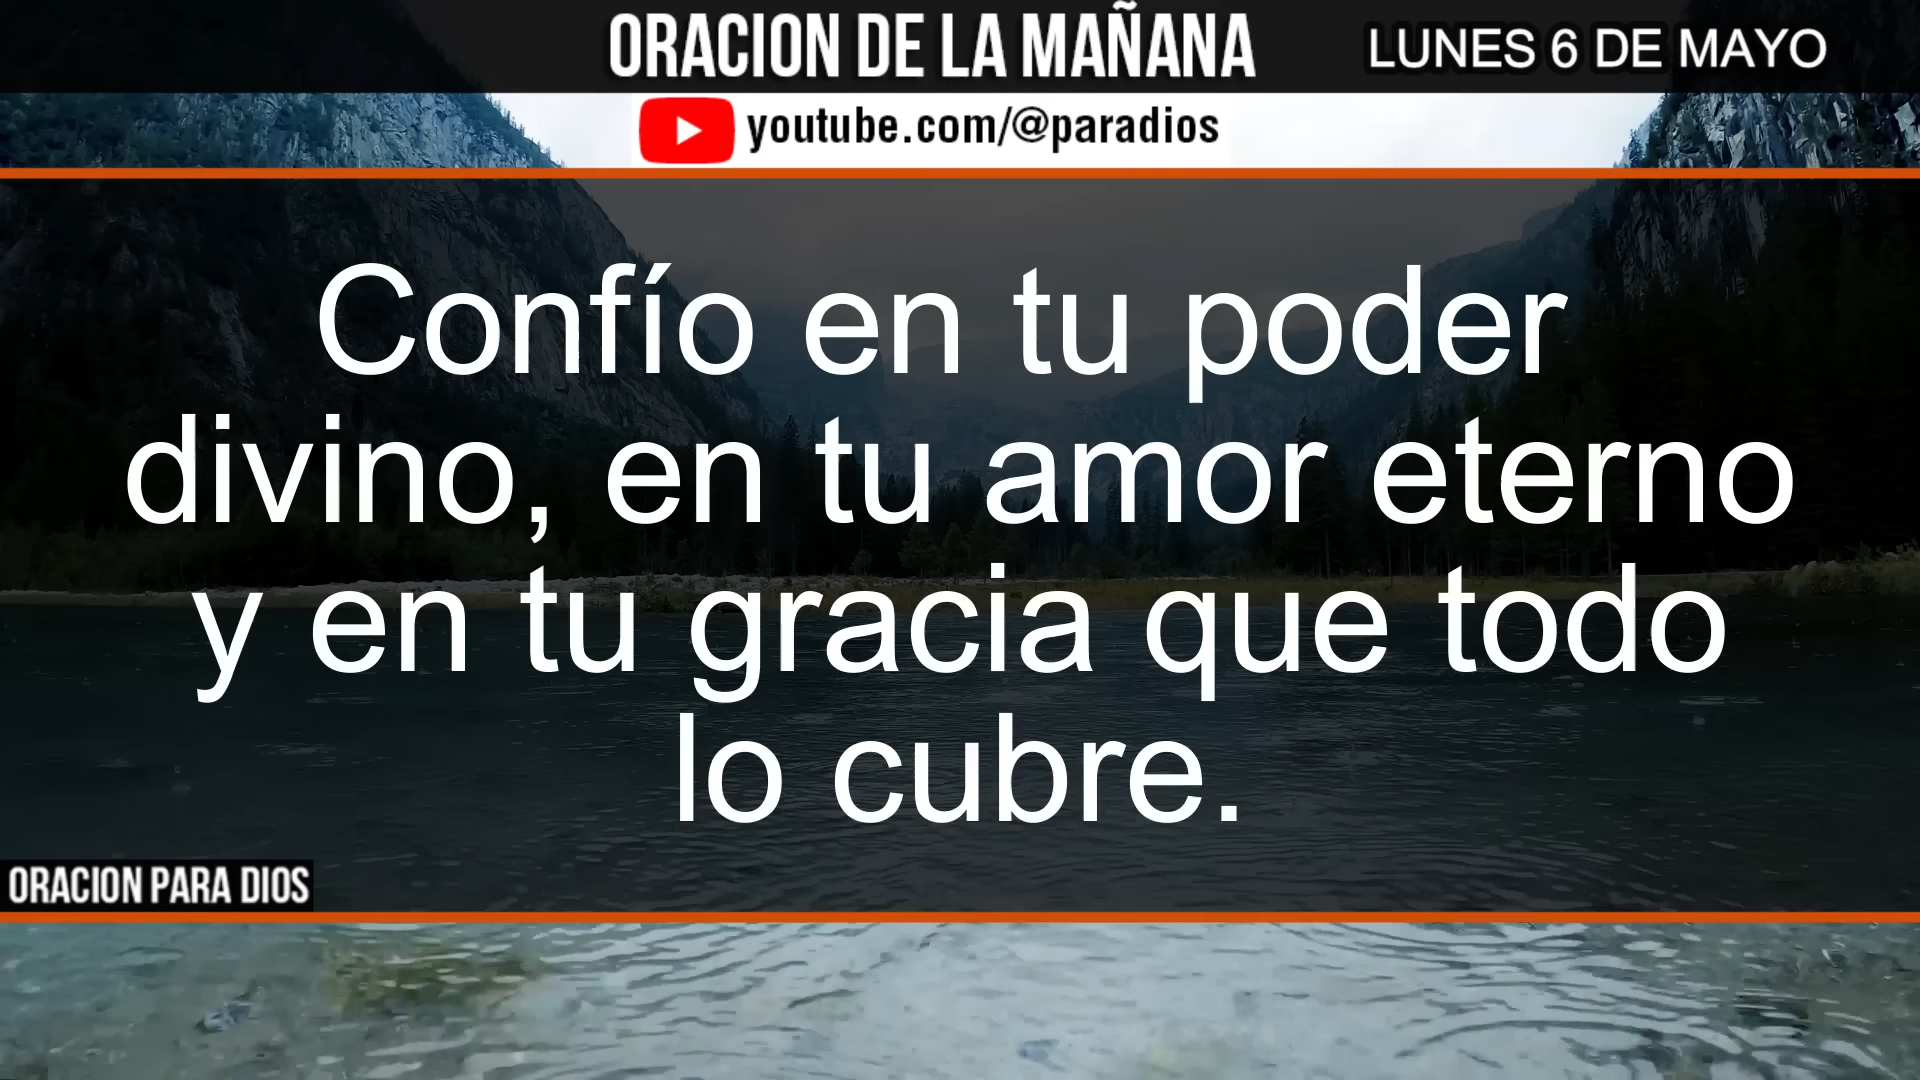 ORACION DE LA MAÑANA
LUNES 6 DE MAYO
youtube.com/@paradios
Confío en tu poder
divino, en tu amor eterno
y en tu gracia que todo
lo cubre.
ORACION PARA DIOS